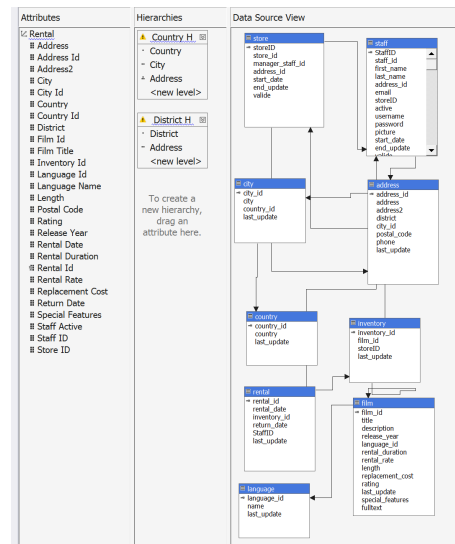 Attributes
Rental
Address
Address Id
Address2
City
City Id
Country
Country Id
District
Film Id
Film Title
Inventory Id
Language Id
Language Name
Length
Postal Code
Rating
Release Year
Rental Date
Rental Duration
Rental Id
Rental Rate
Replacement Cost
Return Date
Special Features
Staff Active
Staff ID
Store ID
Hierarchies
Country H
Country
City
Address
<new level>
District H
District
Address
<new level>
To create a
new hierarchy,
drag an
attribute here.
Data Source View
store
storeID
store_id
manager_staff_id
address_id
start_date
end_update
valide
staff
StaffID
staff_id
first_name
last_name
address_id
email
storeID
active
username
password
picture
start_date
end_update
valide
city
city_id
city
country_id
last_update
address
address_id
address
address2
district
city_id
postal_code
phone
last_update
country
country_id
country
last_update
inventory
inventory_id
film_id
storeID
last_update
rental
rental_id
rental_date
inventory_id
return_date
StaffID
last_update
film
film_id
title
description
release_year
language_id
rental_duration
rental_rate
length
replacement_cost
rating
last_update
special_features
fulltext
language
language_id
name
last_update